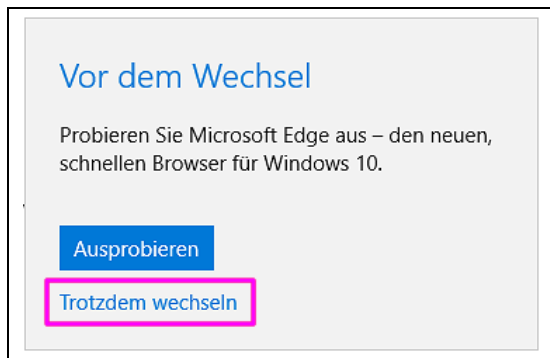 Vor dem Wechsel
Probieren Sie Microsoft Edge aus – den neuen,
schnellen Browser für Windows 10.
Ausprobieren
Trotzdem wechseln